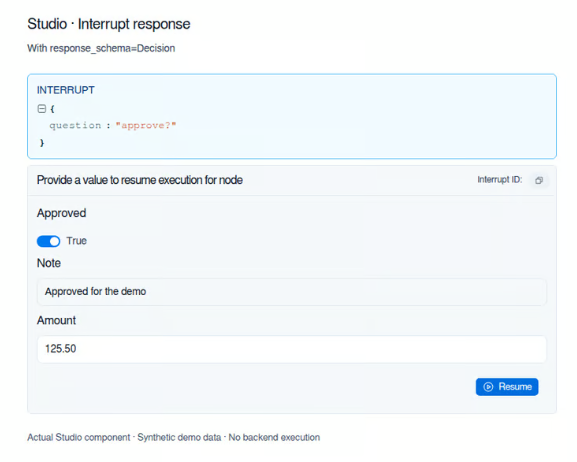 Studio · Interrupt response
With response_schema=Decision
INTERRUPT
{
question : "approve?"
}
Provide a value to resume execution for node
Interrupt ID:
Approved
True
Note
Approved for the demo
Amount
125.50
Resume
Actual Studio component · Synthetic demo data · No backend execution